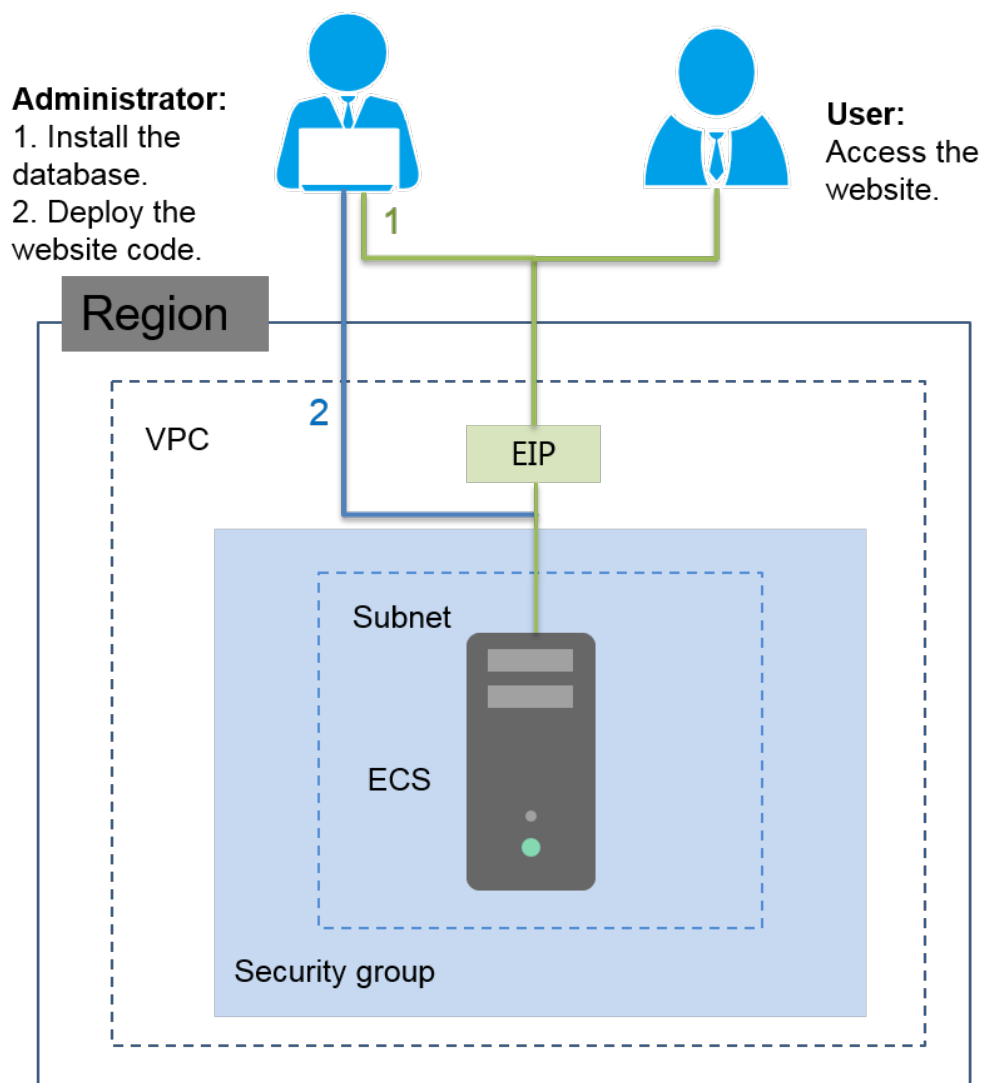 Administrator:
1. Install the
database.
2. Deploy the
website code.
User:
Access the
website.
1
Region
2
VPC
EIP
Subnet
ECS
Security group